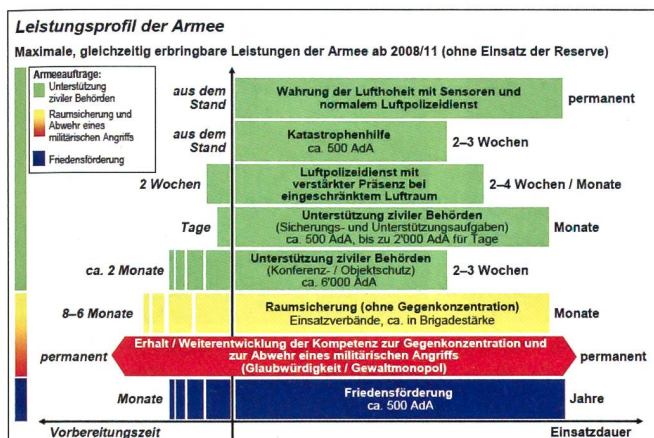 Leistungsprofil der Armee
Maximale, gleichzeitig erbringbare Leistungen der Armee ab 2008/11 (ohne Einsatz der Reserve)
Armeeaufträge:
Unterstützung
ziviler Behörden
Raumsicherung und
Abwehr eines
militärischen Angriffs
Friedensförderung
aus dem
Stand
Wahrung der Lufthoheit mit Sensoren und
normalem Luftpolizeidienst
permanent
aus dem
Stand
Katastrophenhilfe
ca. 500 AdA
2–3 Wochen
2 Wochen
Luftpolizeidienst mit
verstärkter Präsenz bei
eingeschränktem Luftraum
2–4 Wochen / Monate
Tage
Unterstützung ziviler Behörden
(Sicherungs- und Unterstützungsaufgaben)
ca. 500 AdA, bis zu 2'000 AdA für Tage
Monate
ca. 2 Monate
Unterstützung ziviler Behörden
(Konferenz- / Objektschutz)
ca. 6'000 AdA
2–3 Wochen
8–6 Monate
Raumsicherung (ohne Gegenkonzentration)
Einsatzverbände, ca. in Brigadestärke
Monate
permanent
Erhalt / Weiterentwicklung der Kompetenz zur Gegenkonzentration und
zur Abwehr eines militärischen Angriffs
(Glaubwürdigkeit / Gewaltmonopol)
permanent
Monate
Friedensförderung
ca. 500 AdA
Jahre
Vorbereitungszeit
Einsatzdauer